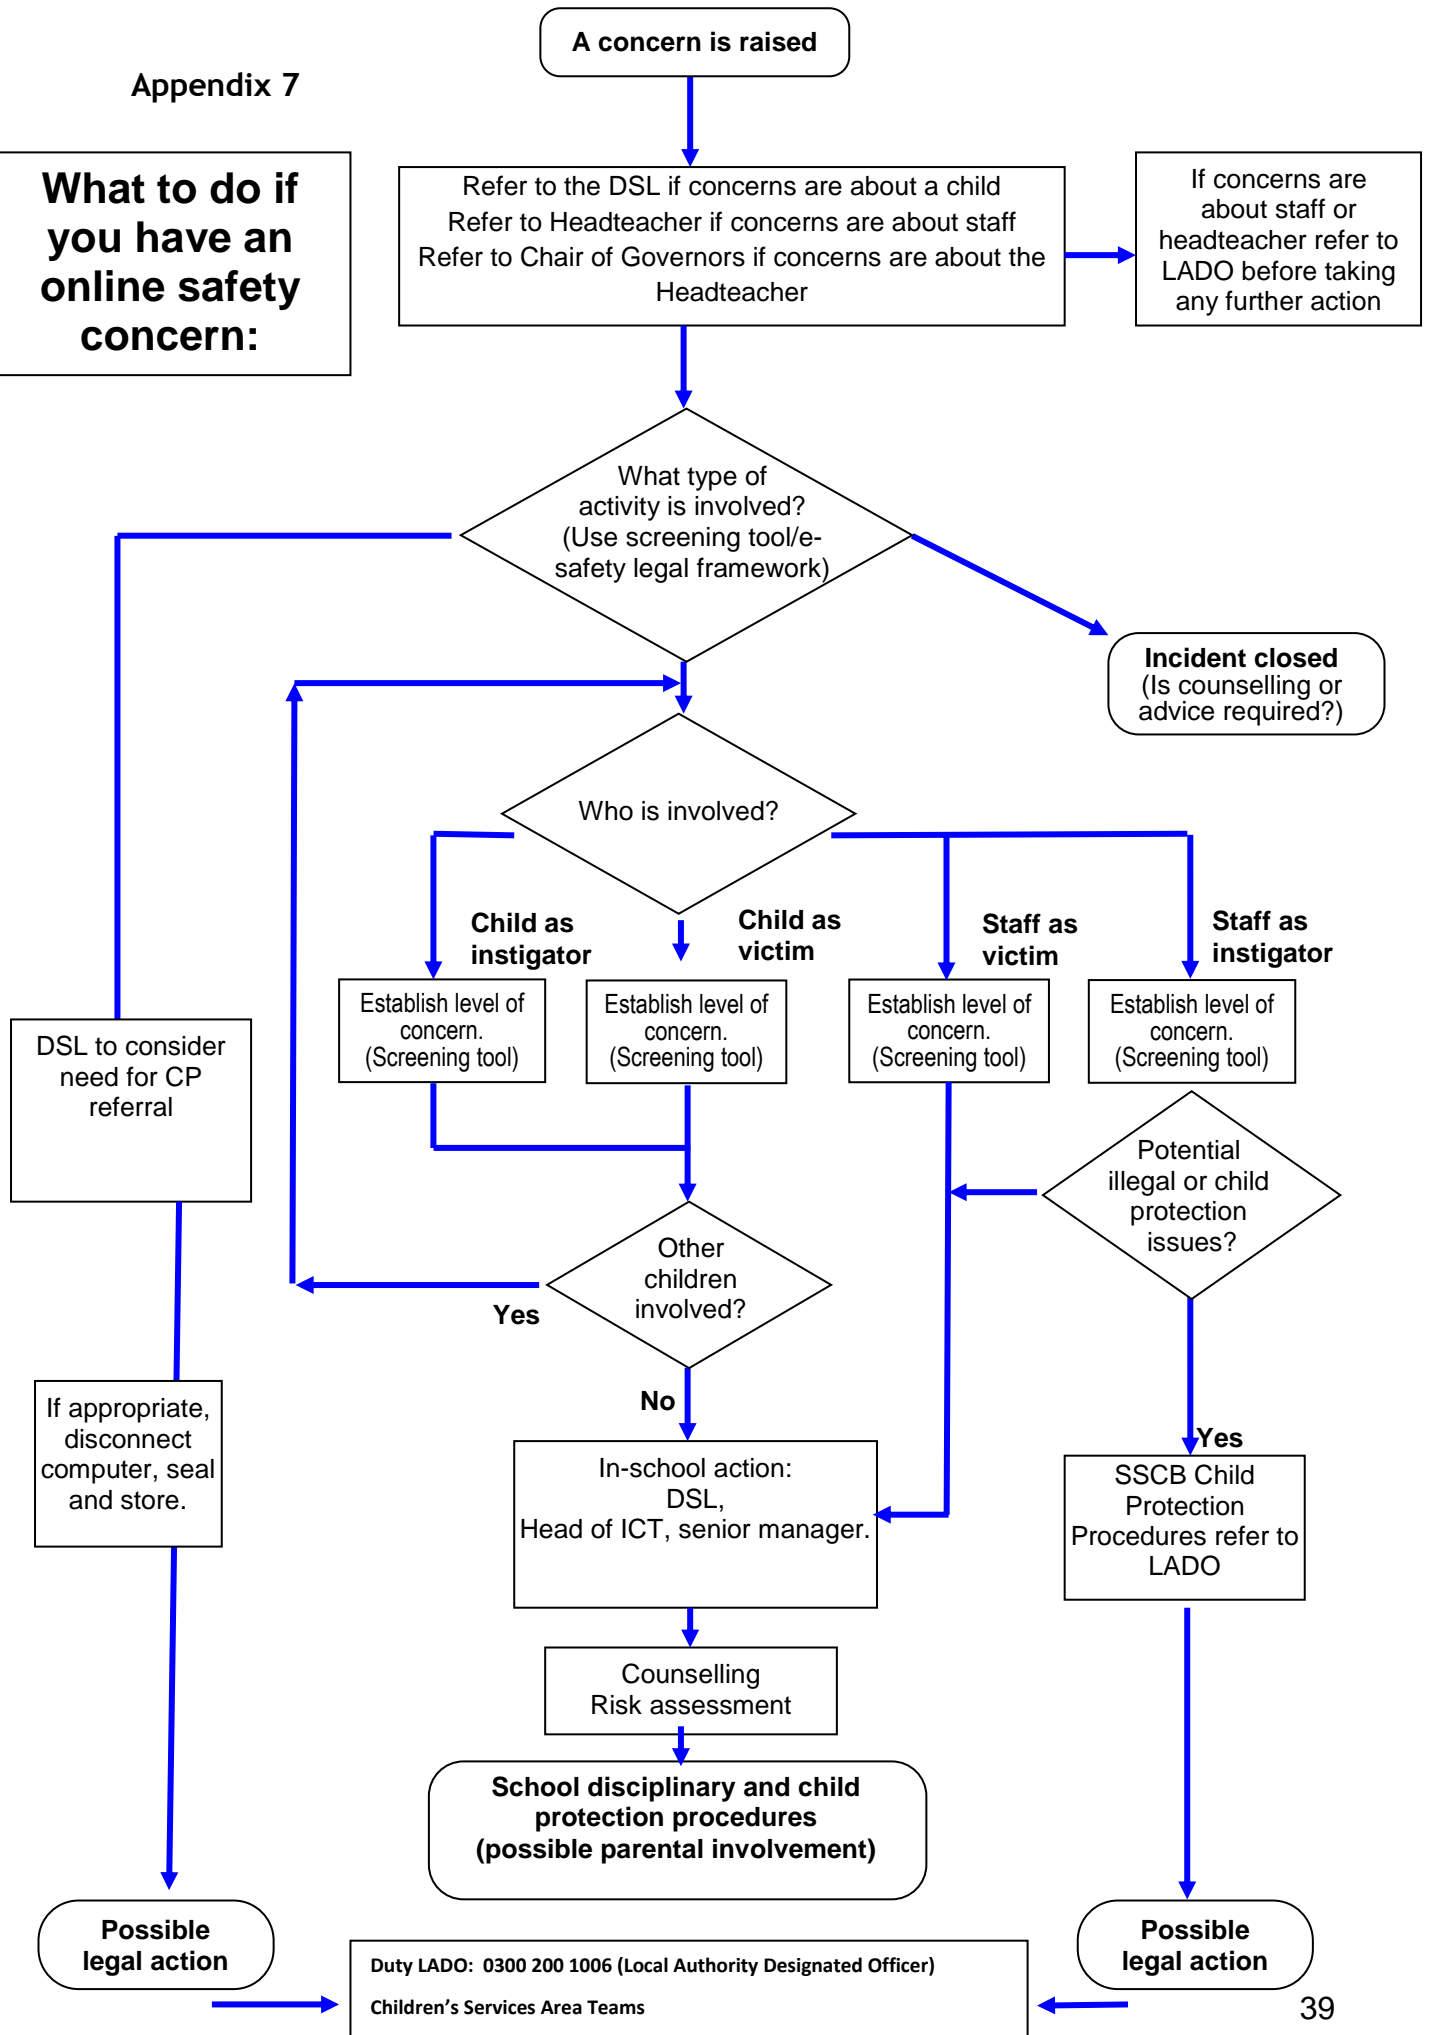 A concern is raised
Appendix 7
What to do if
you have an
online safety
concern:
Refer to the DSL if concerns are about a child
Refer to Headteacher if concerns are about staff
Refer to Chair of Governors if concerns are about the
Headteacher
If concerns are
about staff or
headteacher refer to
LADO before taking
any further action
What type of
activity is involved?
(Use screening tool/e-
safety legal framework)
Incident closed
(Is counselling or
advice required?)
Who is involved?
Child as
instigator
Child as
victim
Staff as
victim
Staff as
instigator
Establish level of
concern.
(Screening tool)
Establish level of
concern.
(Screening tool)
Establish level of
concern.
(Screening tool)
Establish level of
concern.
(Screening tool)
DSL to consider
need for CP
referral
Potential
illegal or child
protection
issues?
Other
children
involved?
Yes
No
If appropriate,
disconnect
computer, seal
and store.
In-school action:
DSL,
Head of ICT, senior manager.
Yes
SSCB Child
Protection
Procedures refer to
LADO
Counselling
Risk assessment
School disciplinary and child
protection procedures
(possible parental involvement)
Possible
legal action
Possible
legal action
Duty LADO: 0300 200 1006 (Local Authority Designated Officer)
Children’s Services Area Teams
39